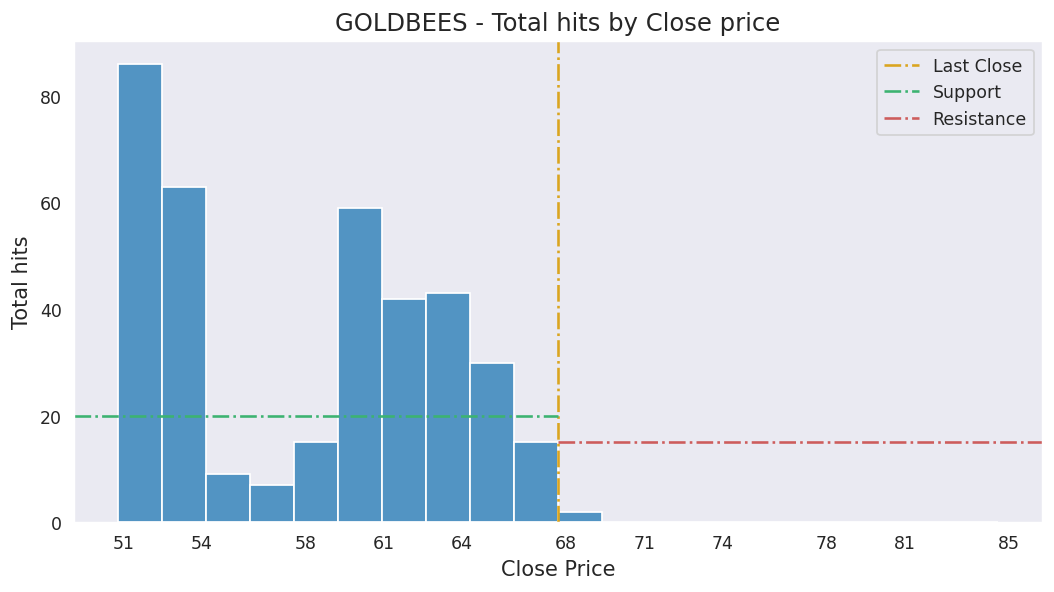 GOLDBEES - Total hits by Close price
Last Close
Support
Resistance
Total hits
80
60
40
20
0
51 54 58 61 64 68 71 74 78 81 85
Close Price